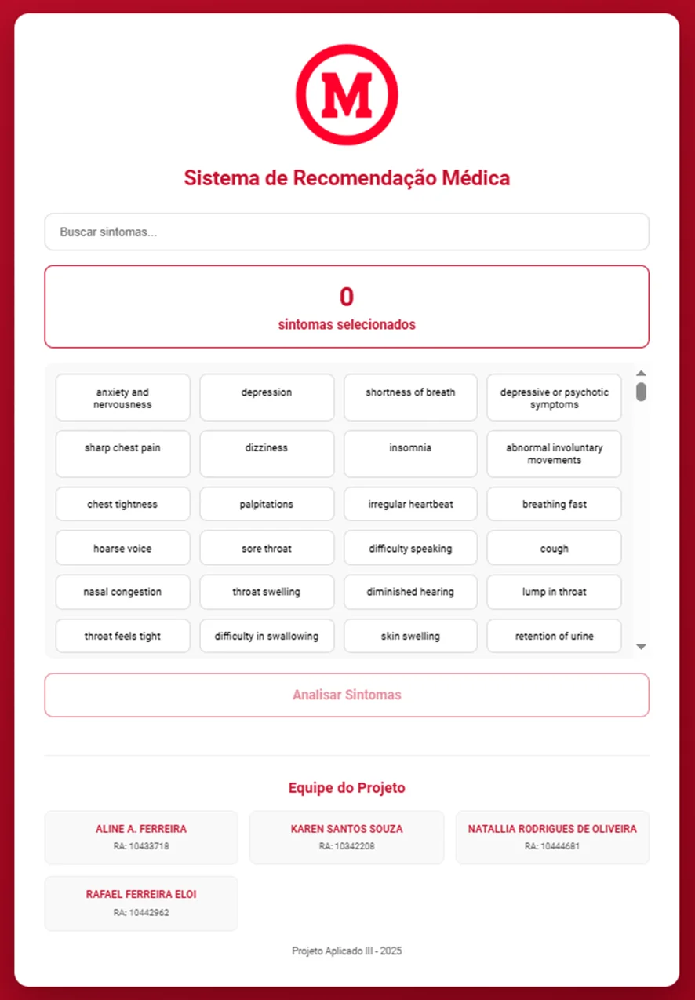 M
Sistema de Recomendação Médica
Buscar sintomas...
0
sintomas selecionados
anxiety and
nervousness
depression
shortness of breath
depressive or psychotic
symptoms
sharp chest pain
dizziness
insomnia
abnormal involuntary
movements
chest tightness
palpitations
irregular heartbeat
breathing fast
hoarse voice
sore throat
difficulty speaking
cough
nasal congestion
throat swelling
diminished hearing
lump in throat
throat feels tight
difficulty in swallowing
skin swelling
retention of urine
Analisar Sintomas
Equipe do Projeto
ALINE A. FERREIRA
RA: 10433718
KAREN SANTOS SOUZA
RA: 10342208
NATALLIA RODRIGUES DE OLIVEIRA
RA: 10444681
RAFAEL FERREIRA ELOI
RA: 10442962
Projeto Aplicado III - 2025